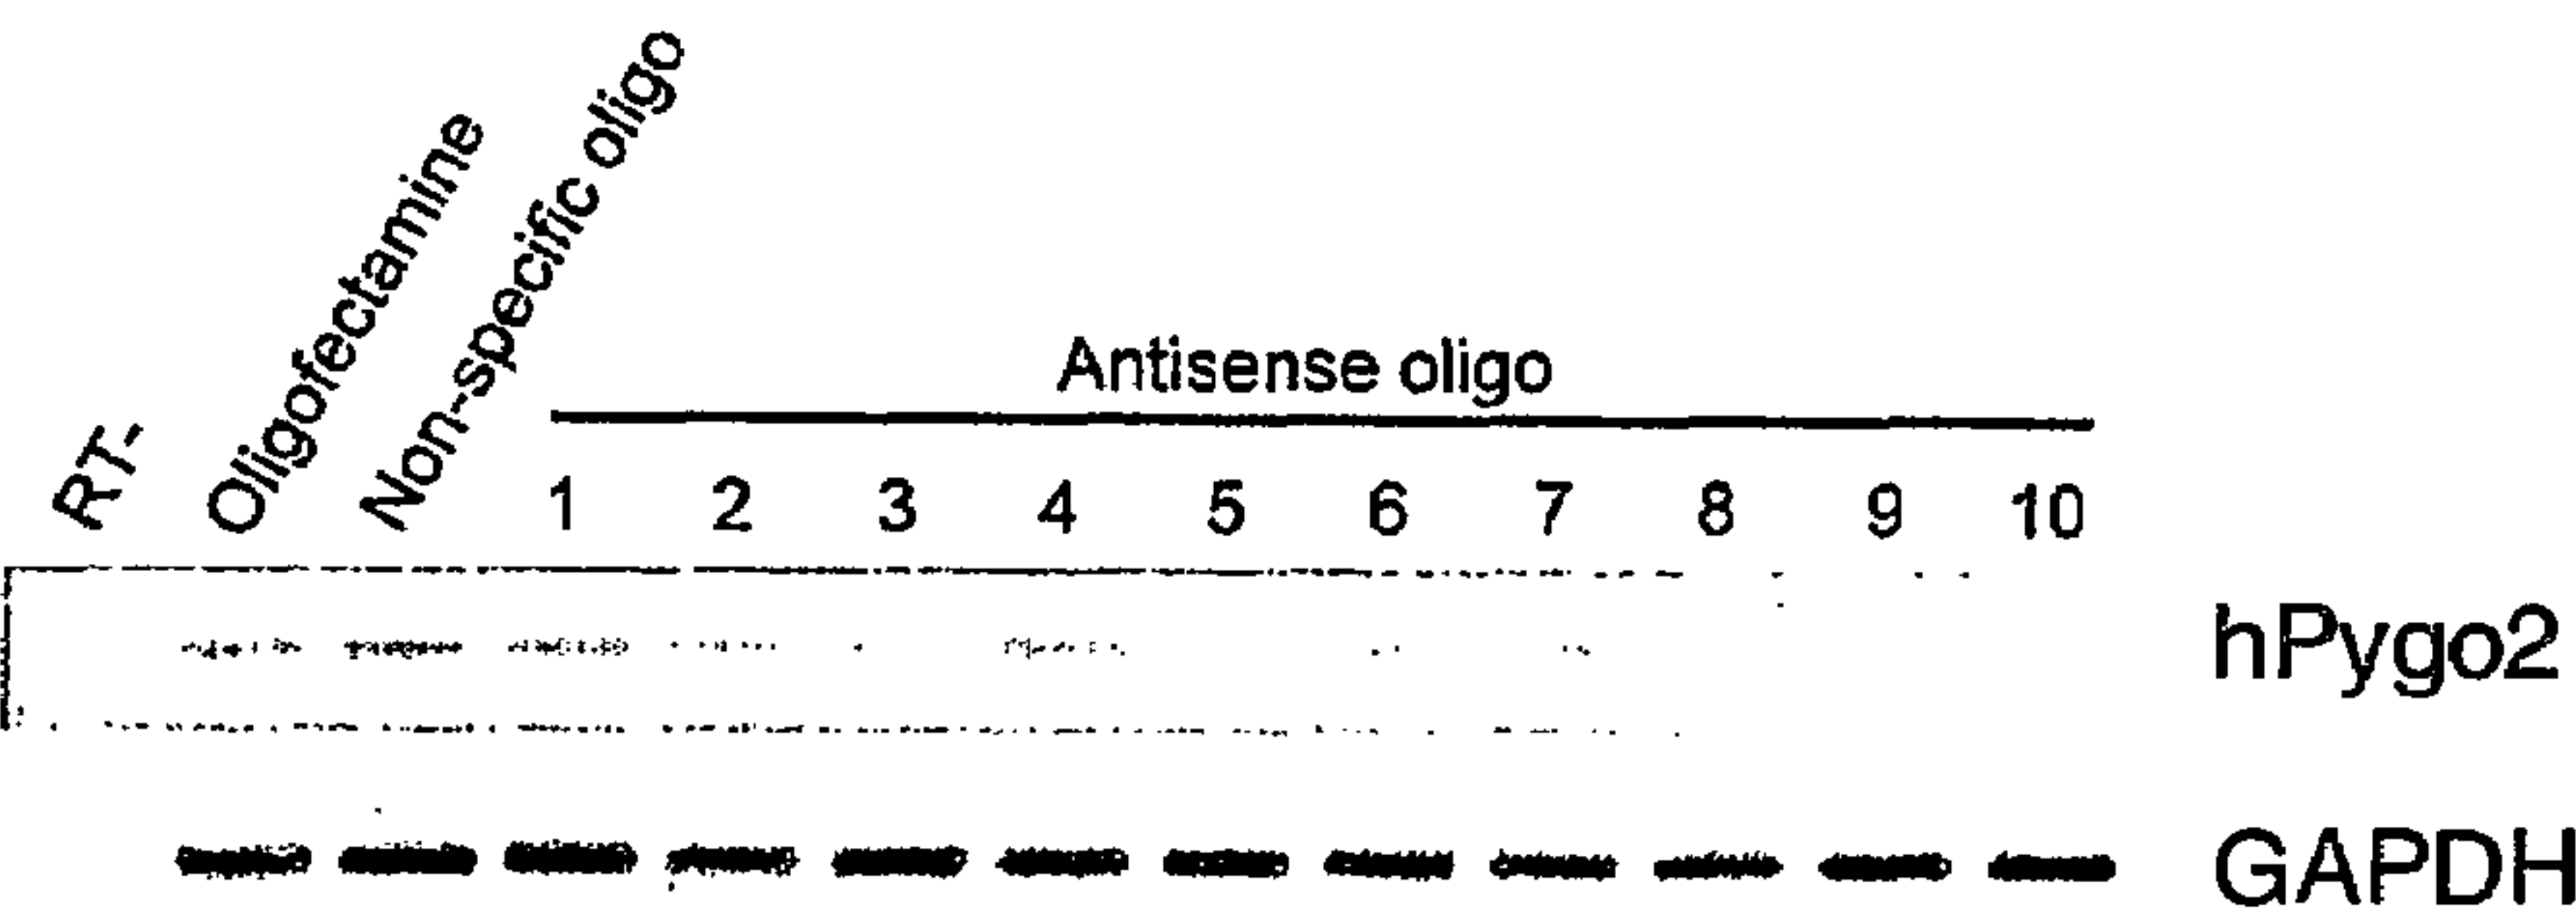 RT-
Oligofectamine
Non-specific oligo
Antisense oligo
1 2 3 4 5 6 7 8 9 10
hPygo2
GAPDH